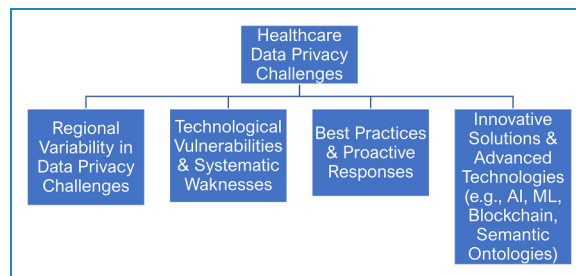 Healthcare
Data Privacy
Challenges
Regional
Variability in
Data Privacy
Challenges
Technological
Vulnerabilities
& Systematic
Waknesses
Best Practices
& Proactive
Responses
Innovative
Solutions &
Advanced
Technologies
(e.g., AI, ML,
Blockchain,
Semantic
Ontologies)